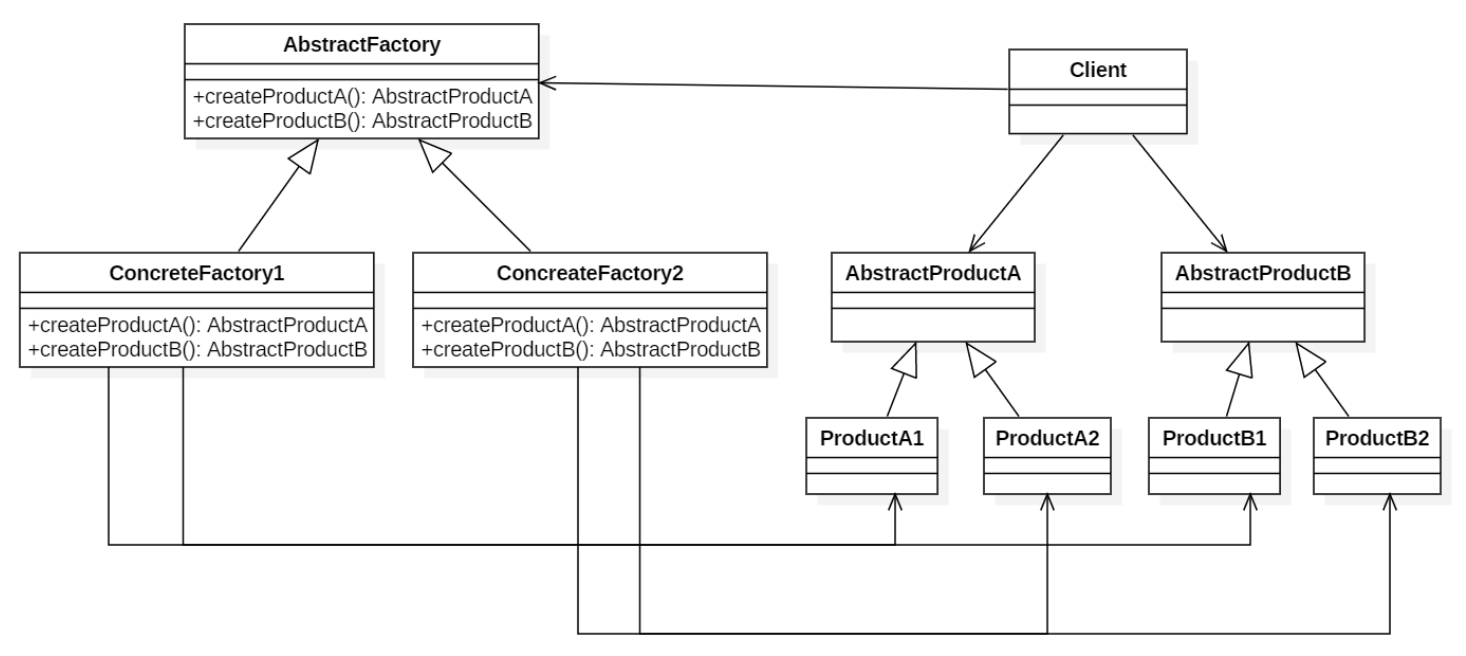 AbstractFactory
+createProductA(): AbstractProductA
+createProductB(): AbstractProductB
Client
ConcreteFactory1
+createProductA(): AbstractProductA
+createProductB(): AbstractProductB
ConcreateFactory2
+createProductA(): AbstractProductA
+createProductB(): AbstractProductB
AbstractProductA
AbstractProductB
ProductA1
ProductA2
ProductB1
ProductB2